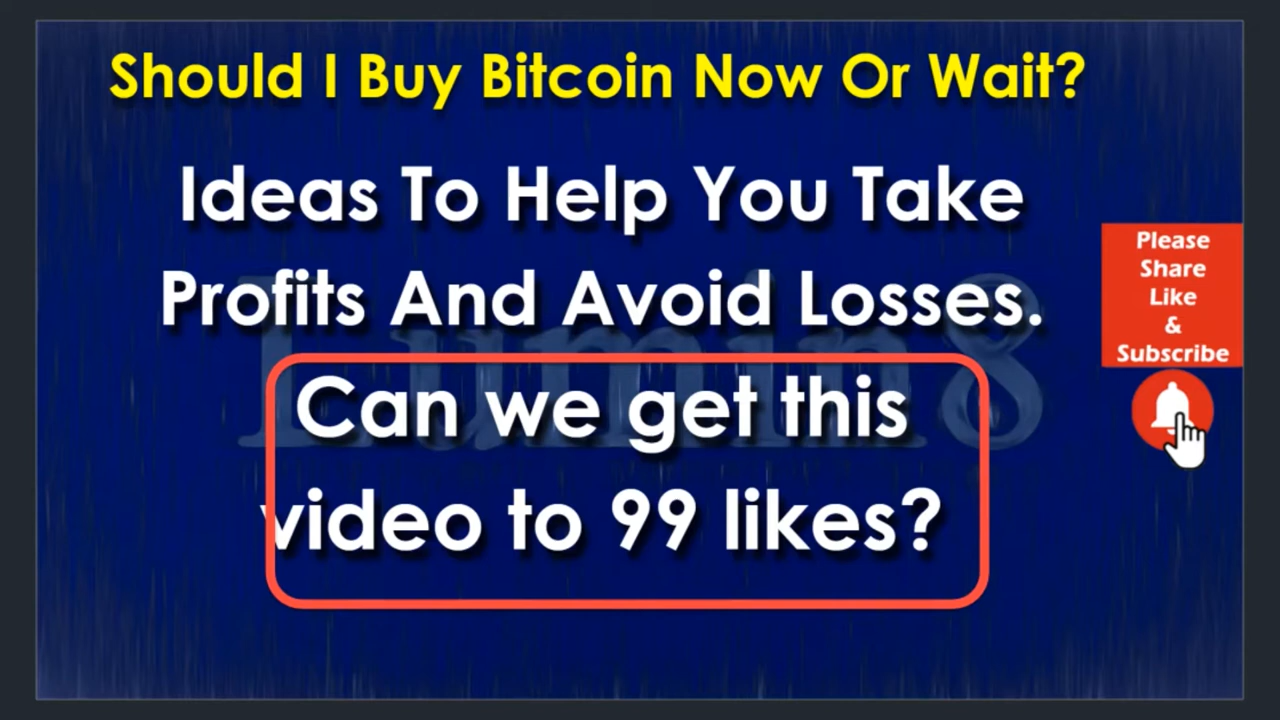 Should I Buy Bitcoin Now Or Wait?
Ideas To Help You Take
Profits And Avoid Losses.
Lumin8
Can we get this
video to 99 likes?
Please
Share
Like
&
Subscribe